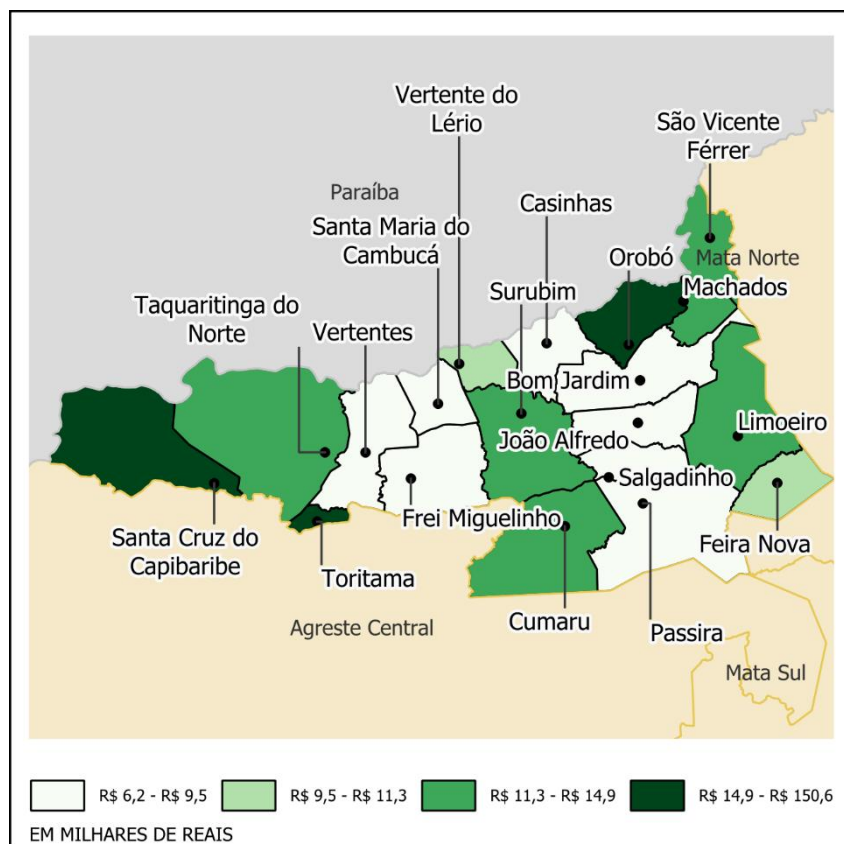 Vertente do
Lério
São Vicente
Férrer
Paraíba
Casinhas
Santa Maria do
Cambucá
Orobó
Mata Norte
Machados
Taquaritinga do
Norte
Vertentes
Surubim
Bom Jardim
João Alfredo
Limoeiro
Salgadinho
Frei Miguelinho
Santa Cruz do
Capibaribe
Toritama
Feira Nova
Agreste Central
Cumaru
Passira
Mata Sul
R$ 6,2 - R$ 9,5
R$ 9,5 - R$ 11,3
R$ 11,3 - R$ 14,9
R$ 14,9 - R$ 150,6
EM MILHARES DE REAIS